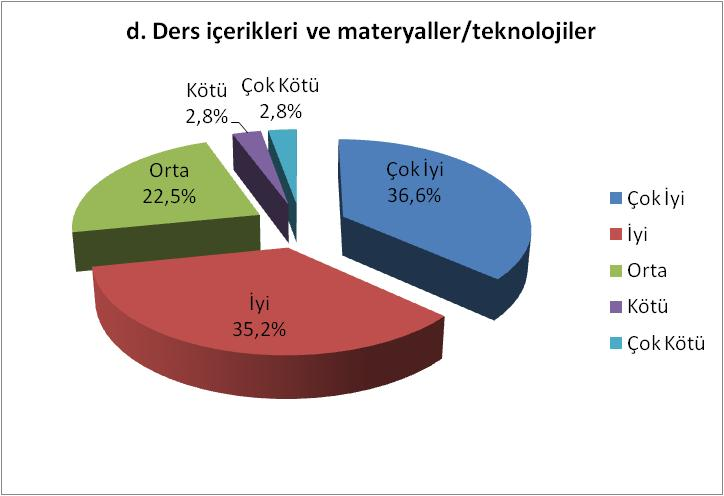 d. Ders içerikleri ve materyaller/teknolojiler
Kötü
2,8%
Çok Kötü
2,8%
Orta
22,5%
Çok İyi
36,6%
İyi
35,2%
Çok İyi
İyi
Orta
Kötü
Çok Kötü